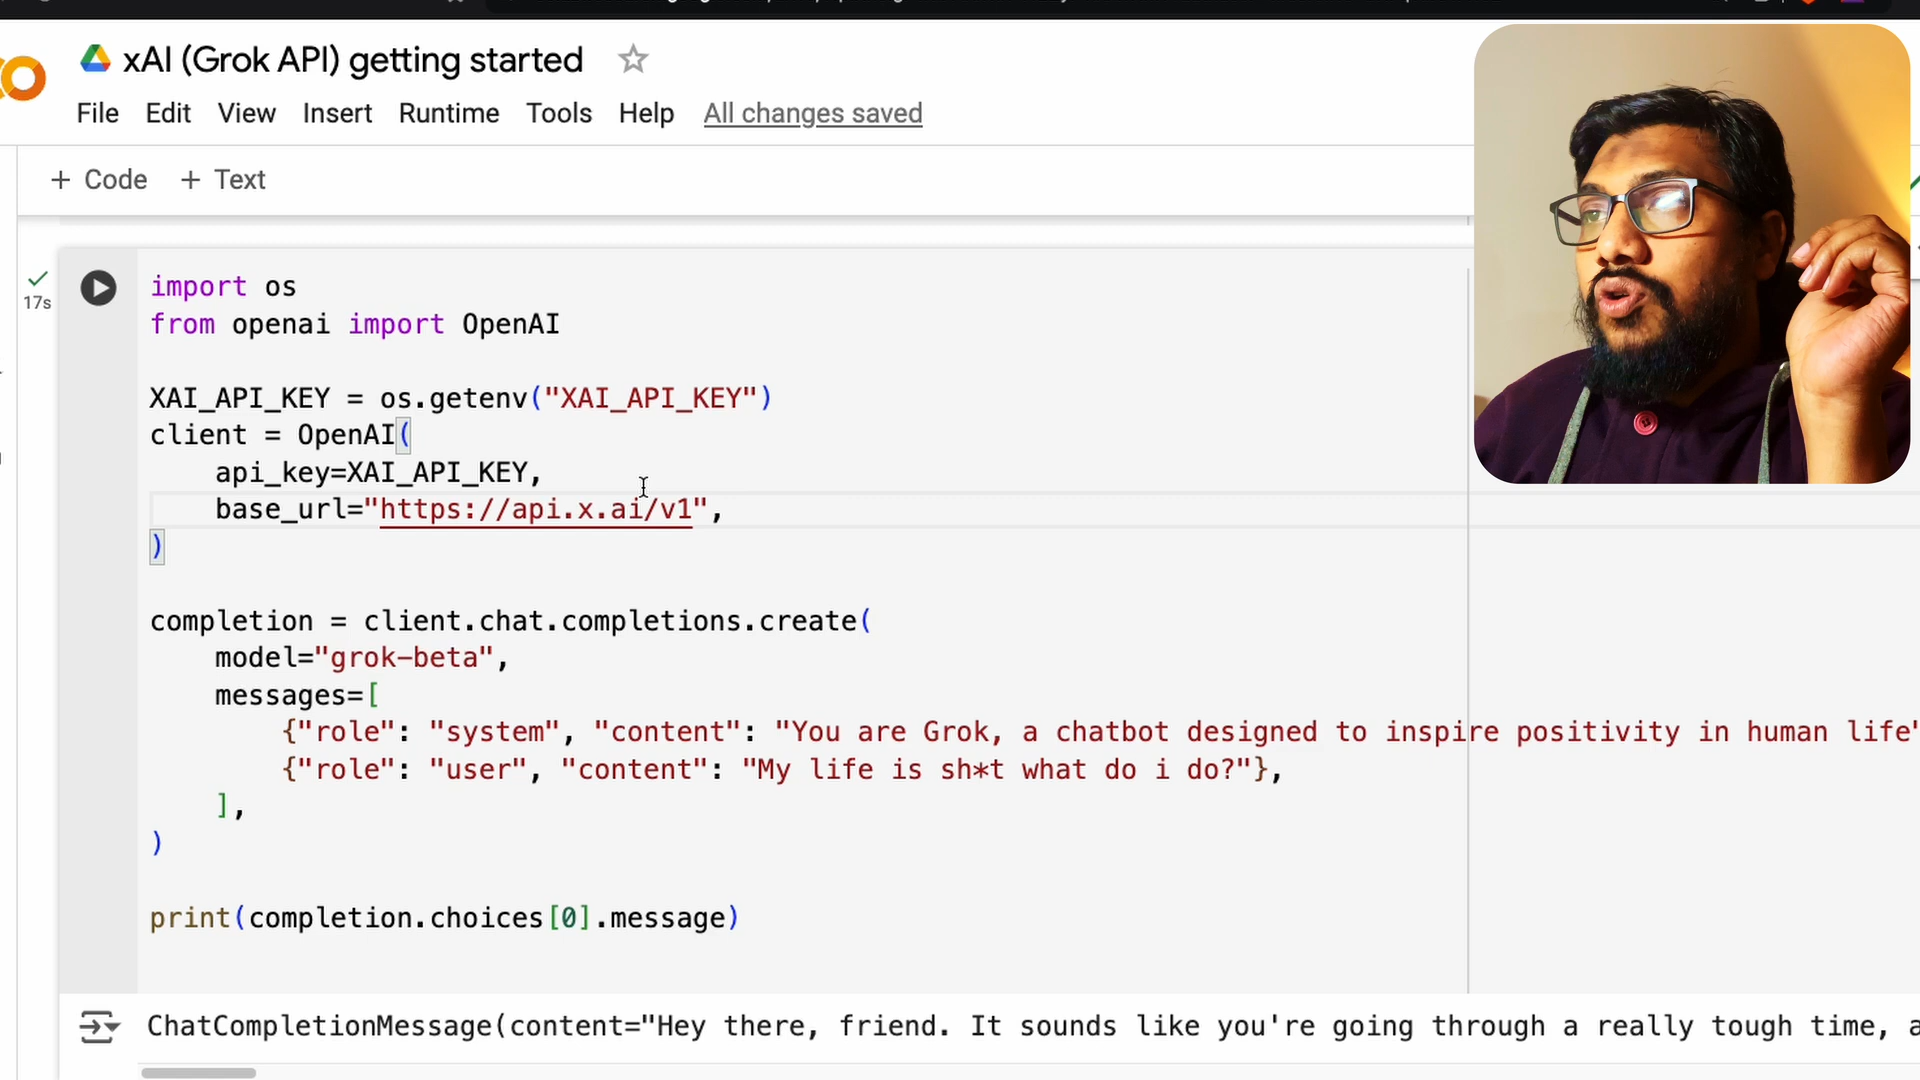 xAI (Grok API) getting started
File Edit View Insert Runtime Tools Help All changes saved
+ Code + Text
17s
import os
from openai import OpenAI
XAI_API_KEY = os.getenv("XAI_API_KEY")
client = OpenAI(
api_key=XAI_API_KEY,
base_url="https://api.x.ai/v1",
)
completion = client.chat.completions.create(
model="grok-beta",
messages=[
{"role": "system", "content": "You are Grok, a chatbot designed to inspire positivity in human life"
{"role": "user", "content": "My life is sh*t what do i do?"},
],
)
print(completion.choices[0].message)
ChatCompletionMessage(content="Hey there, friend. It sounds like you're going through a really tough time, a